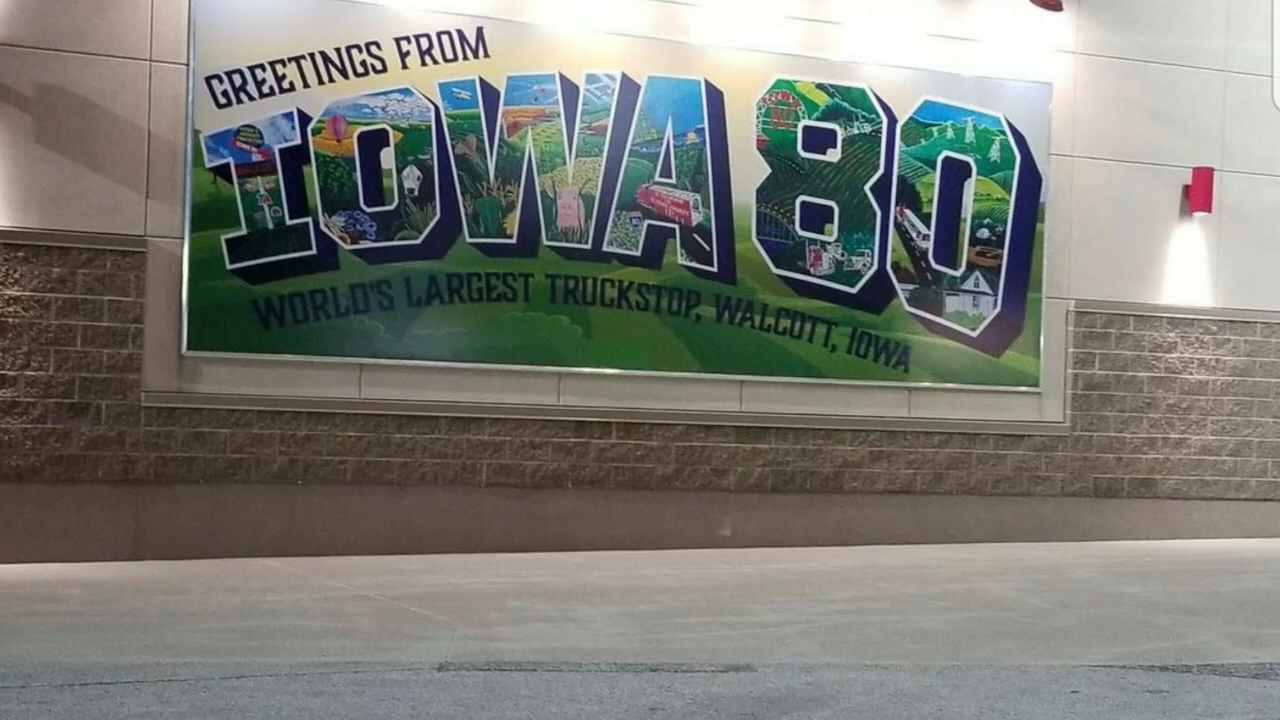 GREETINGS FROM
IOWA 80
WORLD'S LARGEST TRUCKSTOP, WALCOTT, IOWA